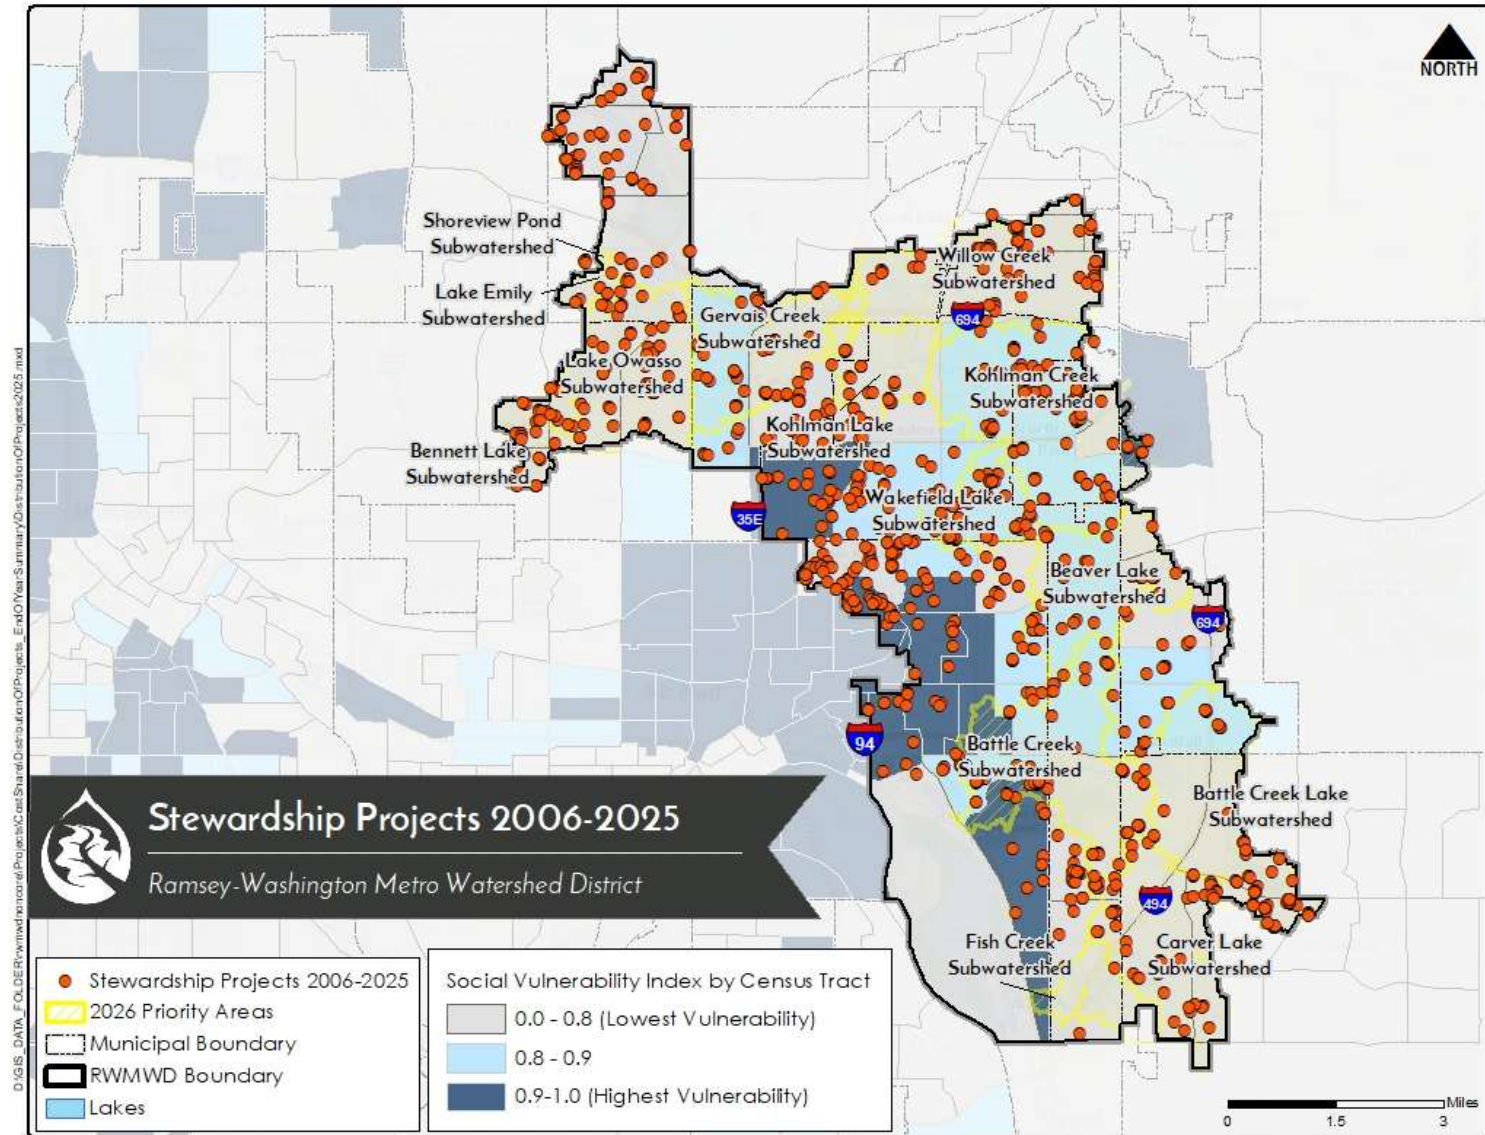 NORTH
Shoreview Pond
Subwatershed
Lake Emily
Subwatershed
Willow Creek
Subwatershed
694
Gervais Creek
Subwatershed
Lake Owasso
Subwatershed
Kohlman Creek
Subwatershed
Kohlman Lake
Subwatershed
Bennett Lake
Subwatershed
35E
Wakefield Lake
Subwatershed
Beaver Lake
Subwatershed
694
94
Battle Creek
Subwatershed
Battle Creek Lake
Subwatershed
494
Fish Creek
Subwatershed
Carver Lake
Subwatershed
Stewardship Projects 2006-2025
Ramsey-Washington Metro Watershed District
Stewardship Projects 2006-2025
2026 Priority Areas
Municipal Boundary
RWMWD Boundary
Lakes
Social Vulnerability Index by Census Tract
0.0 - 0.8 (Lowest Vulnerability)
0.8 - 0.9
0.9-1.0 (Highest Vulnerability)
Miles
0 1.5 3